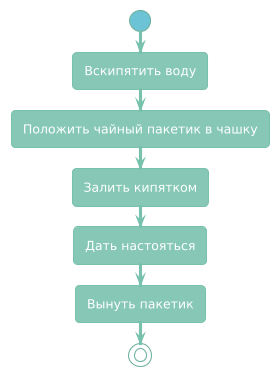 Вскипятить воду
Положить чайный пакетик в чашку
Залить кипятком
Дать настояться
Вынуть пакетик